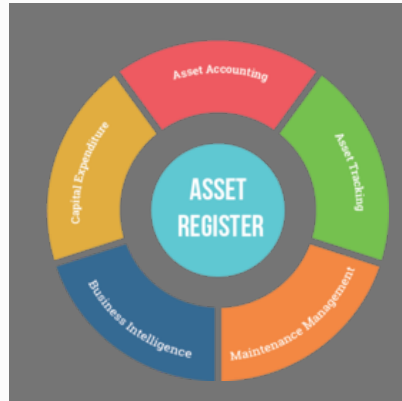 Asset Accounting
Asset Tracking
Maintenance Management
Business Intelligence
Capital Expenditure
ASSET
REGISTER